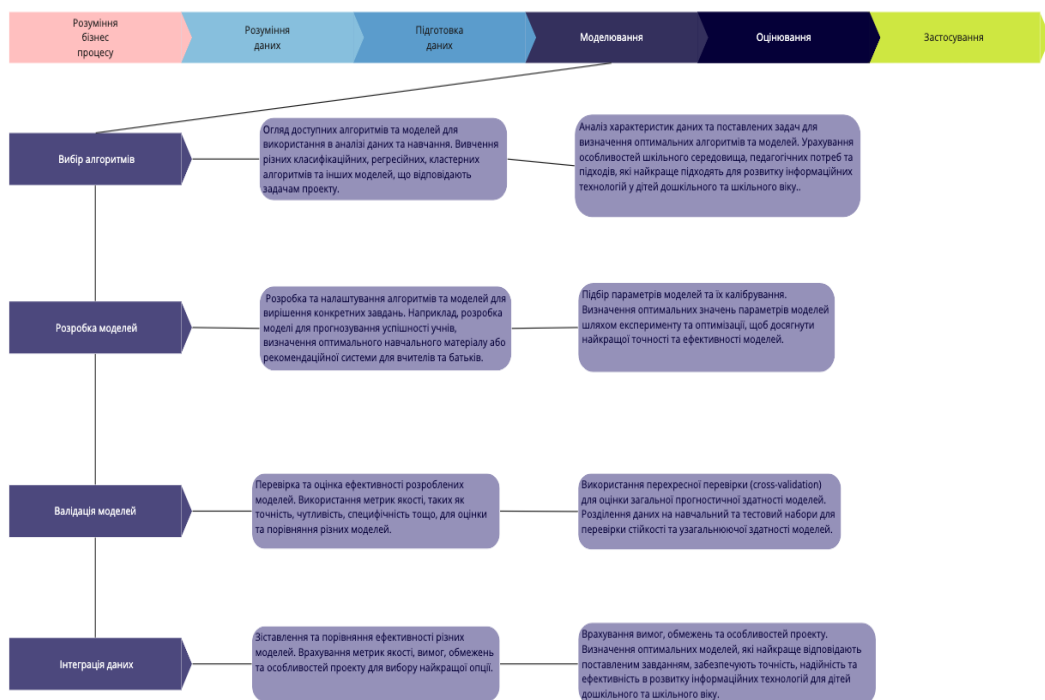 Розуміння
бізнес
процесу
Розуміння
даних
Підготовка
даних
Моделювання
Оцінювання
Застосування
Вибір алгоритмів
Огляд доступних алгоритмів та моделей для
використання в аналізі даних та навчання. Вивчення
різних класифікаційних, регресійних, кластерних
алгоритмів та інших моделей, що відповідають
задачам проекту.
Аналіз характеристик даних та поставлених задач для
визначення оптимальних алгоритмів та моделей. Урахування
особливостей шкільного середовища, педагогічних потреб та
підходів, які найкраще підходять для розвитку інформаційних
технологій у дітей дошкільного та шкільного віку..
Розробка моделей
Розробка та налаштування алгоритмів та моделей для
вирішення конкретних завдань. Наприклад, розробка
моделі для прогнозування успішності учнів,
визначення оптимального навчального матеріалу або
рекомендаційної системи для вчителів та батьків.
Підбір параметрів моделей та їх калібрування.
Визначення оптимальних значень параметрів моделей
шляхом експерименту та оптимізації, щоб досягнути
найкращої точності та ефективності моделей.
Валідація моделей
Перевірка та оцінка ефективності розроблених
моделей. Використання метрик якості, таких як
точність, чутливість, специфічність тощо, для оцінки
та порівняння різних моделей.
Використання перехресної перевірки (cross-validation)
для оцінки загальної прогностичної здатності моделей.
Розділення даних на навчальний та тестовий набори для
перевірки стійкості та узагальнюючої здатності моделей.
Інтеграція даних
Зіставлення та порівняння ефективності різних
моделей. Врахування метрик якості, вимог, обмежень
та особливостей проекту для вибору найкращої опції.
Врахування вимог, обмежень та особливостей проекту.
Визначення оптимальних моделей, які найкраще відповідають
поставленим завданням, забезпечують точність, надійність та
ефективність в розвитку інформаційних технологій для дітей
дошкільного та шкільного віку.